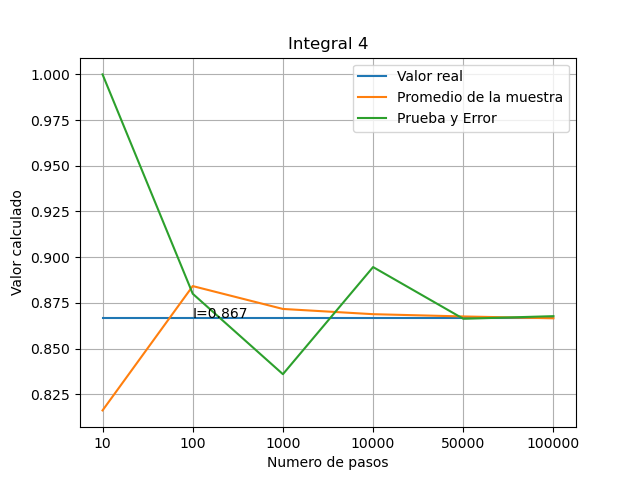 Integral 4
Valor real
Promedio de la muestra
Prueba y Error
1.000
0.975
0.950
0.925
0.900
0.875
0.850
0.825
I=0.867
Valor calculado
10 100 1000 10000 50000 100000
Numero de pasos